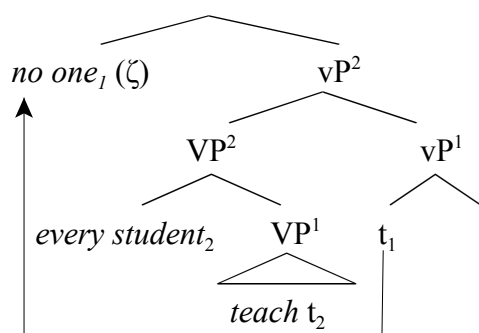 no one₁ (ζ) vP²
VP² vP¹
every student₂ VP¹ t₁
teach t₂